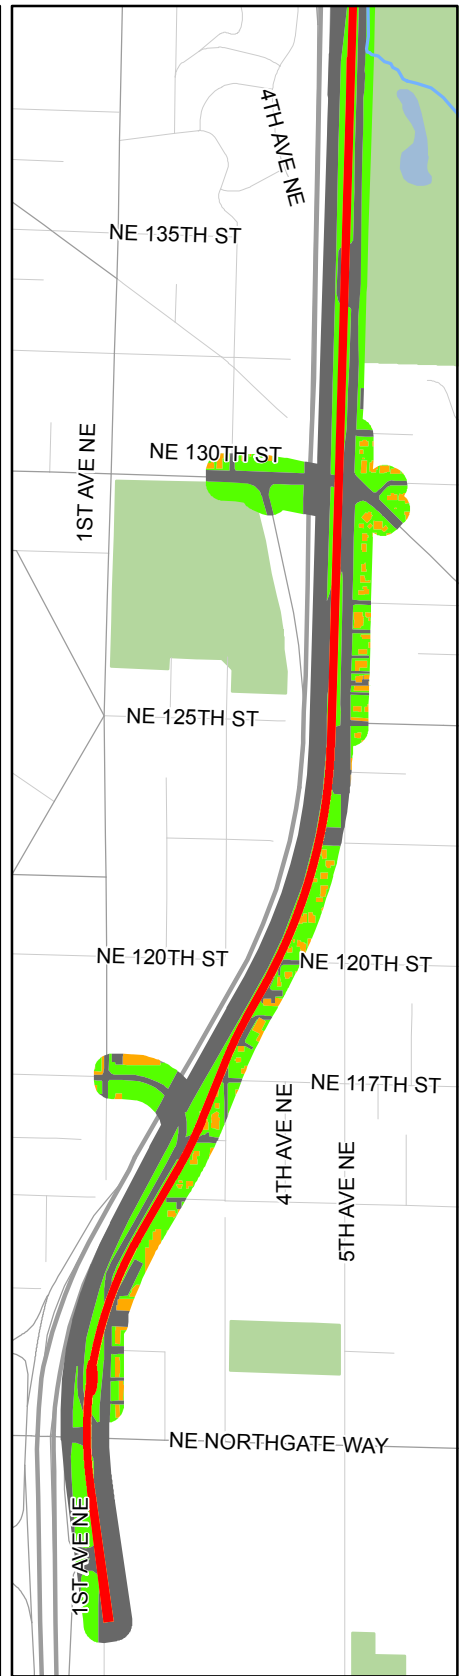 4TH AVE NE
NE 135TH ST
1ST AVE NE
NE 130TH ST
NE 125TH ST
NE 120TH ST
NE 120TH ST
NE 117TH ST
4TH AVE NE
5TH AVE NE
NE NORTHGATE WAY
1ST AVE NE